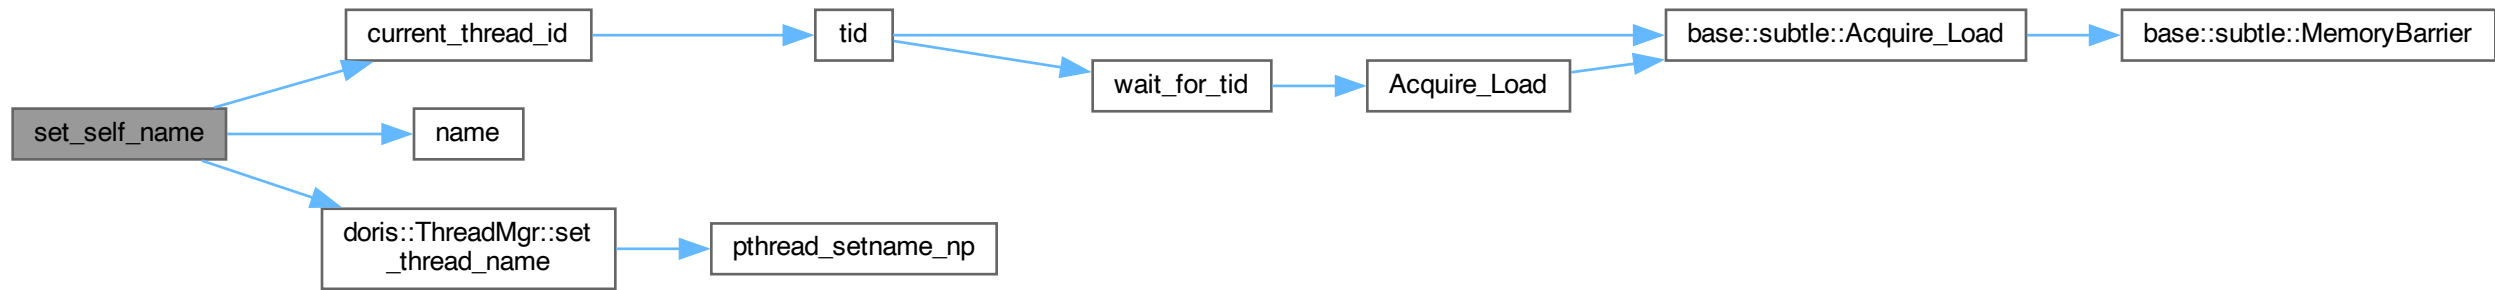 current_thread_id
tid
base::subtle::Acquire_Load
base::subtle::MemoryBarrier
wait_for_tid
Acquire_Load
set_self_name
name
doris::ThreadMgr::set
_thread_name
pthread_setname_np